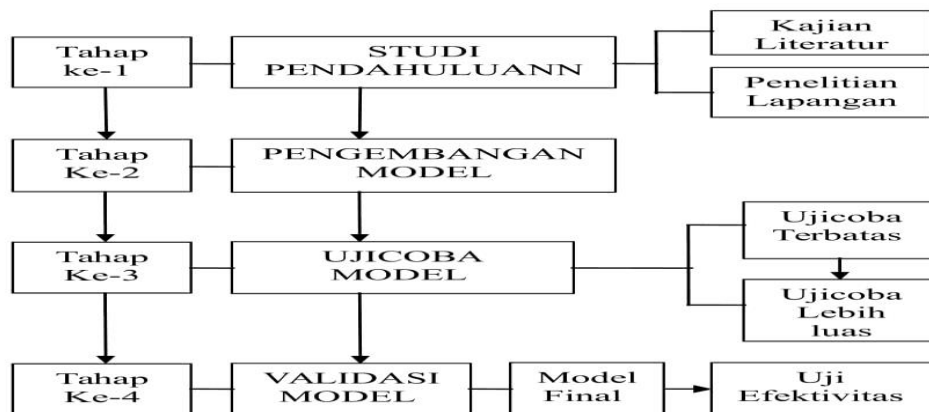 Tahap
ke-1
STUDI
PENDAHULUANN
Kajian
Literatur
Penelitian
Lapangan
Tahap
Ke-2
PENGEMBANGAN
MODEL
Tahap
Ke-3
UJICOBA
MODEL
Ujicoba
Terbatas
Ujicoba
Lebih
luas
Tahap
Ke-4
VALIDASI
MODEL
Model
Final
Uji
Efektivitas